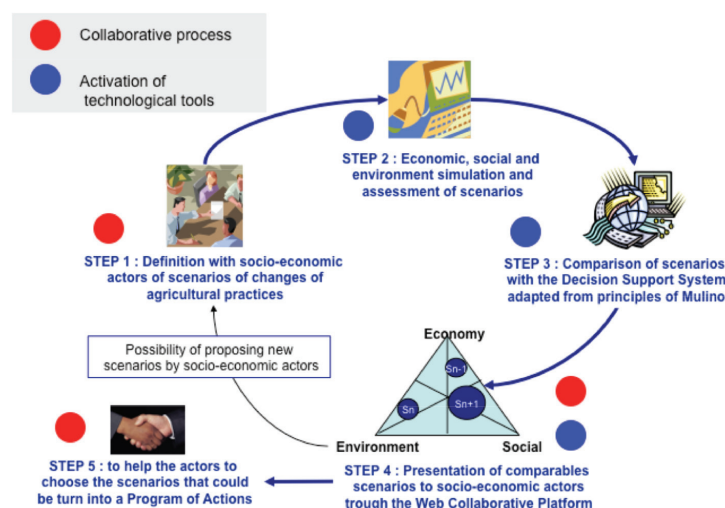 Collaborative process
Activation of
technological tools
STEP 2 : Economic, social and
environment simulation and
assessment of scenarios
STEP 1 : Definition with socio-economic
actors of scenarios of changes of
agricultural practices
STEP 3 : Comparison of scenarios
with the Decision Support System
adapted from principles of Mulino
Economy
Possibility of proposing new
scenarios by socio-economic actors
Sn-1
Sn
Sn+1
Environment
Social
STEP 5 : to help the actors to
choose the scenarios that could
be turn into a Program of Actions
STEP 4 : Presentation of comparables
scenarios to socio-economic actors
trough the Web Collaborative Platform